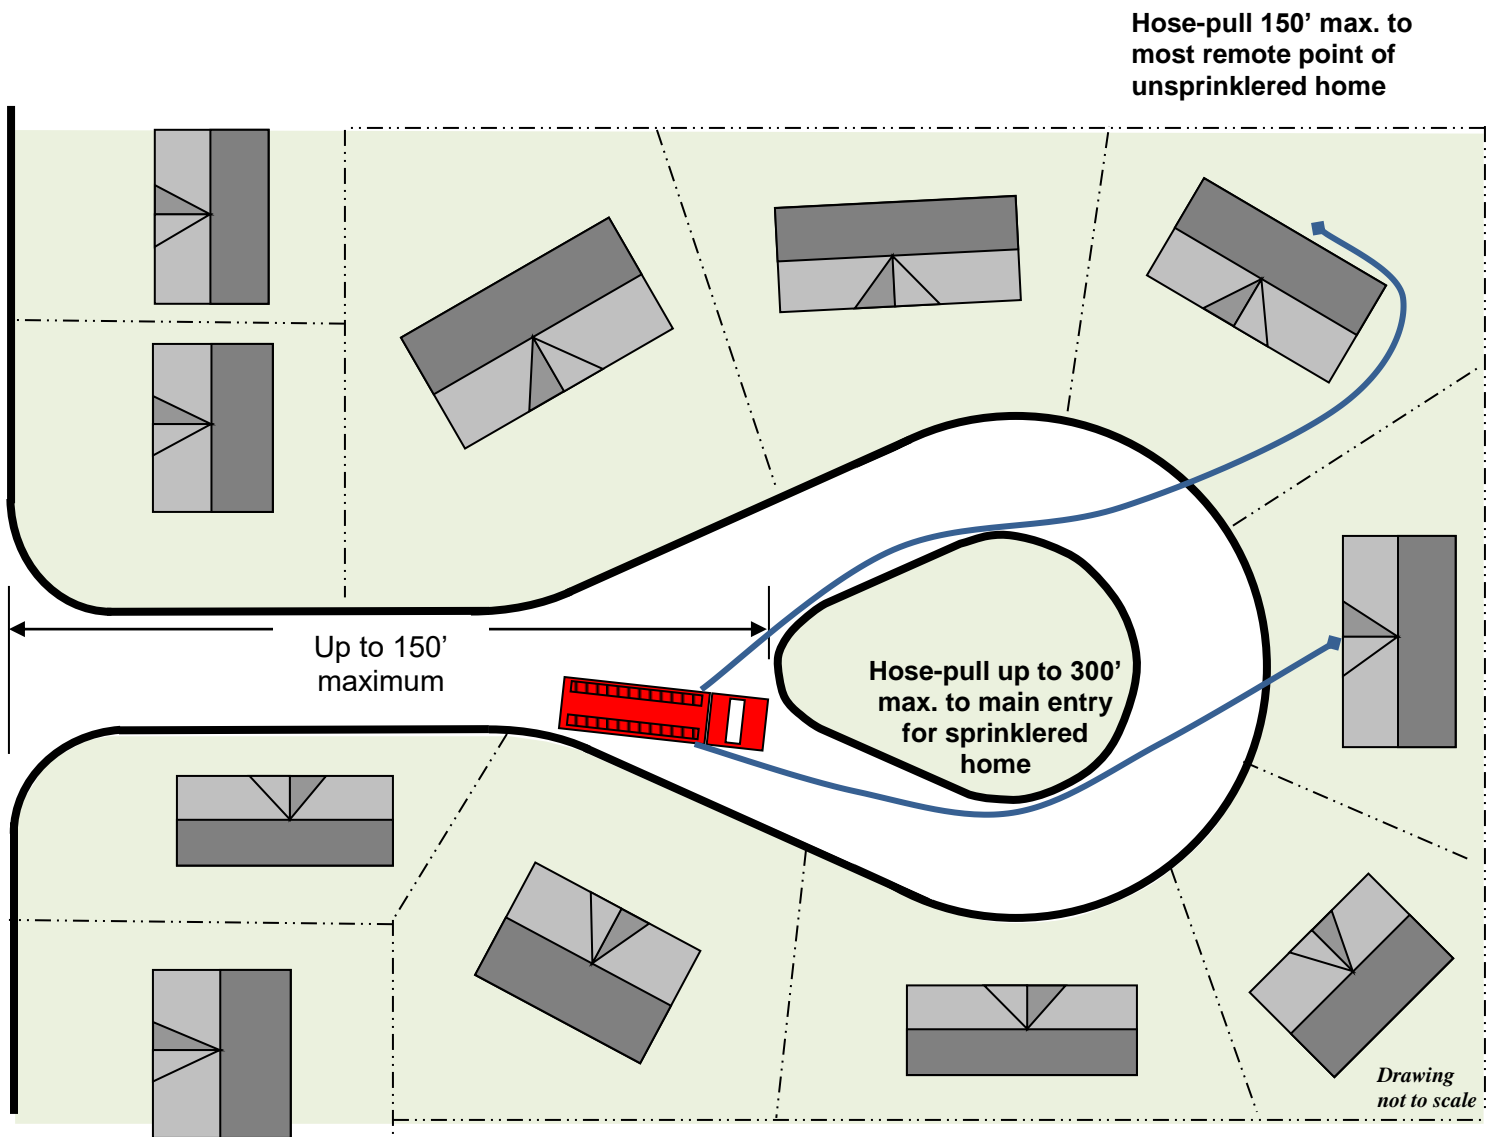 Hose-pull 150’ max. to
most remote point of
unsprinklered home
Up to 150’
maximum
Hose-pull up to 300’
max. to main entry
for sprinklered
home
Drawing
not to scale